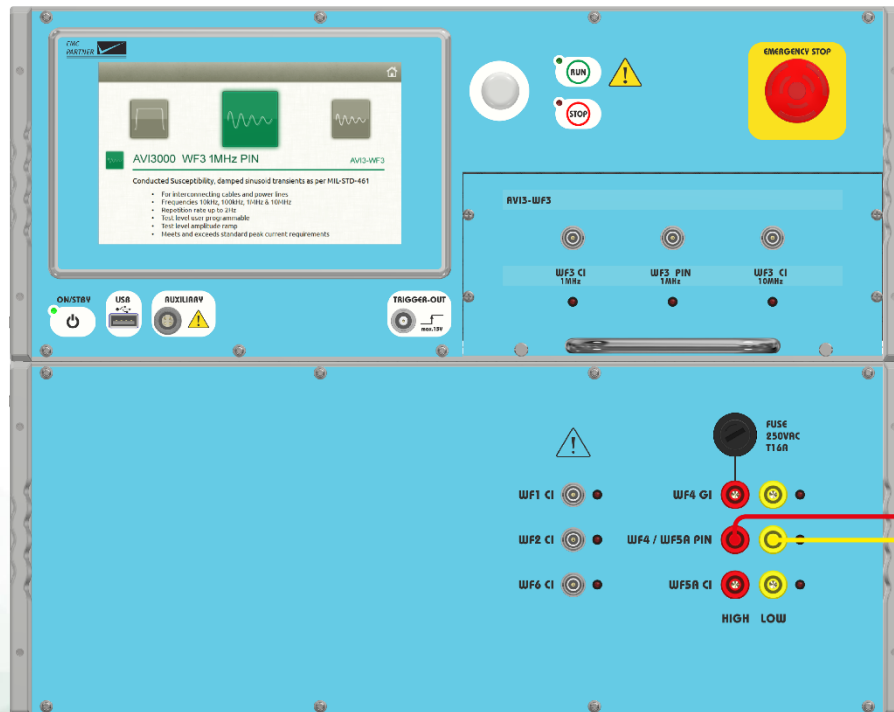 EMC
PARTNER
AVI3000 WF3 1MHz PIN
AVI3-WF3
Conducted Susceptibility, damped sinusoid transients as per MIL-STD-461
• For interconnecting cables and power lines
• Frequencies 10kHz, 100kHz, 1MHz & 10MHz
• Repetition rate up to 2Hz
• Test level user programmable
• Test level amplitude ramp
• Meets and exceeds standard peak current requirements
RUN
STOP
EMERGENCY STOP
ON/STBY
USB
AUXILIARY
TRIGGER-OUT
max.15V
AVI3-WF3
WF3 CI
1MHz
WF3 PIN
1MHz
WF3 CI
10MHz
FUSE
250VAC
T16A
WF1 CI
WF4 GI
WF2 CI
WF4 / WF5A PIN
WF6 CI
WF5A CI
HIGH LOW